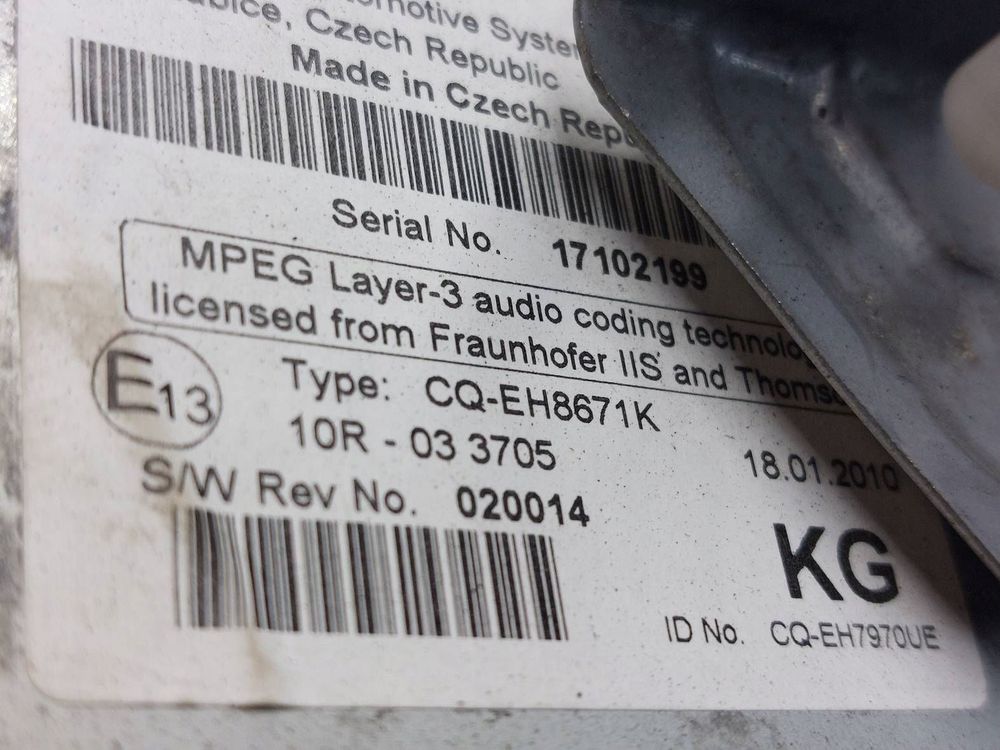 Czech Republic
Made in Czech
Serial No. 17102199
MPEG Layer-3 audio coding
licensed from Fraunhofer IIS and
E13
Type: CQ-EH8671K
10R - 03 3705
18.01.2010
S/W Rev No. 020014
KG
ID No. CQ-EH7970UE